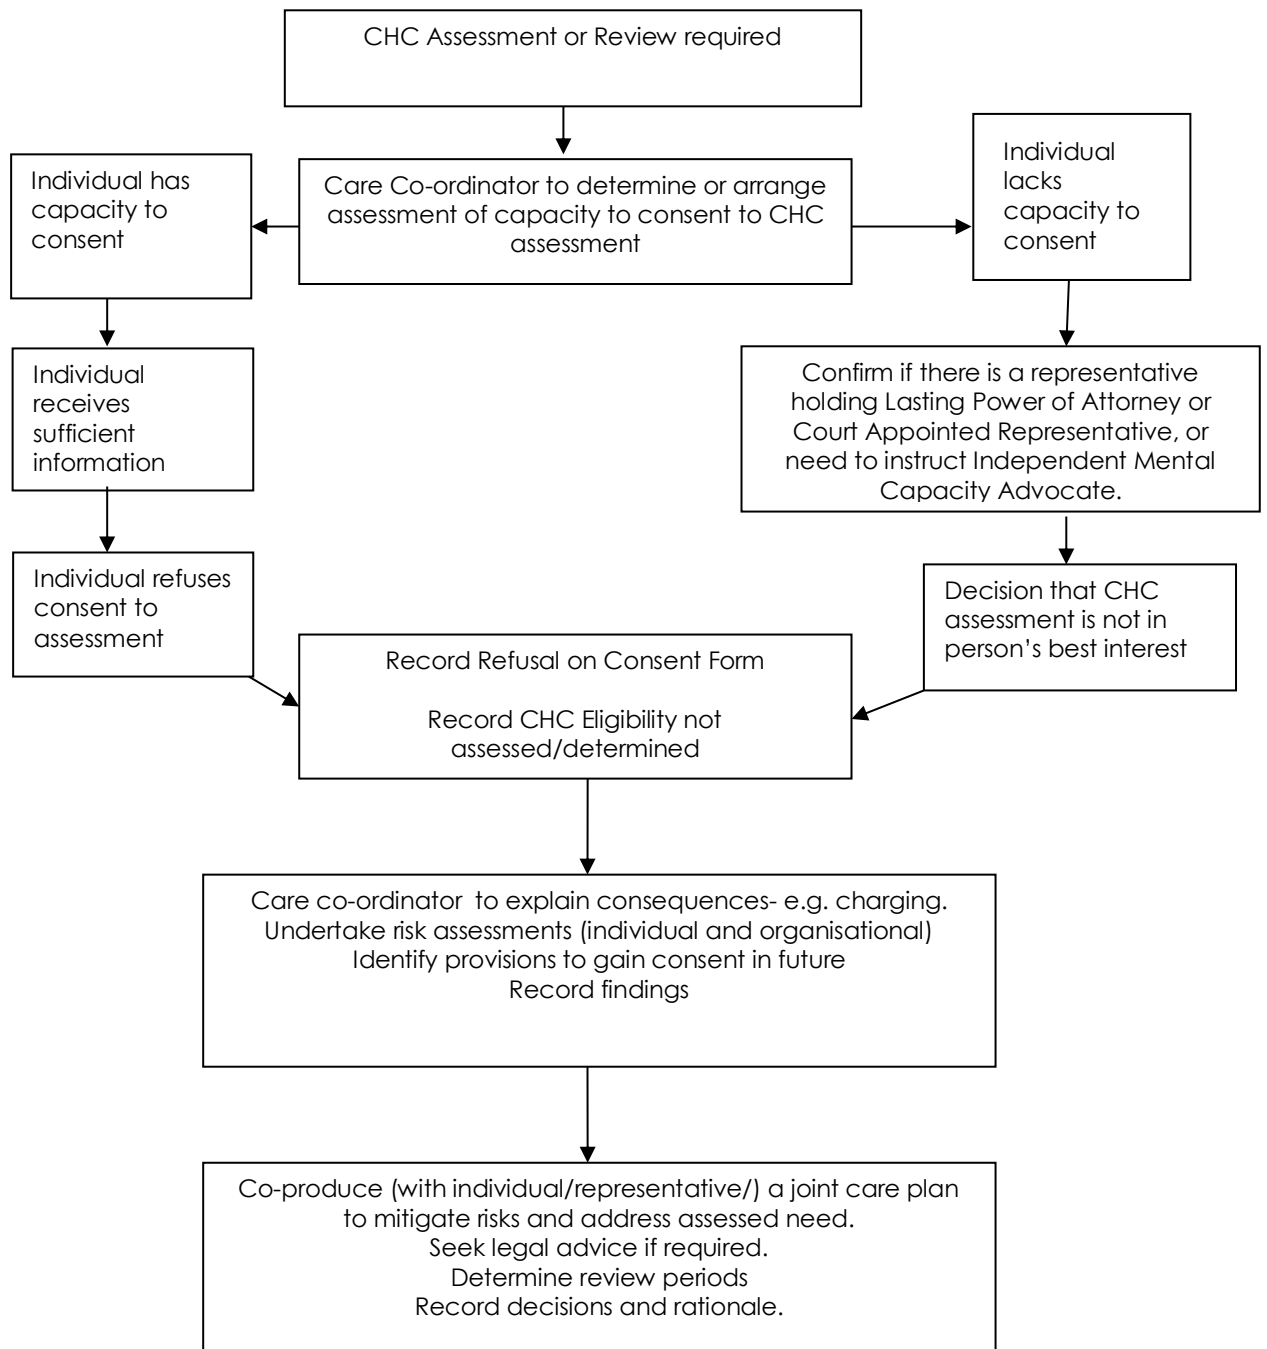 CHC Assessment or Review required
Care Co-ordinator to determine or arrange
assessment of capacity to consent to CHC
assessment
Individual has
capacity to
consent
Individual
lacks
capacity to
consent
Individual
receives
sufficient
information
Confirm if there is a representative
holding Lasting Power of Attorney or
Court Appointed Representative, or
need to instruct Independent Mental
Capacity Advocate.
Individual refuses
consent to
assessment
Decision that CHC
assessment is not in
person’s best interest
Record Refusal on Consent Form
Record CHC Eligibility not
assessed/determined
Care co-ordinator to explain consequences- e.g. charging.
Undertake risk assessments (individual and organisational)
Identify provisions to gain consent in future
Record findings
Co-produce (with individual/representative/) a joint care plan
to mitigate risks and address assessed need.
Seek legal advice if required.
Determine review periods
Record decisions and rationale.